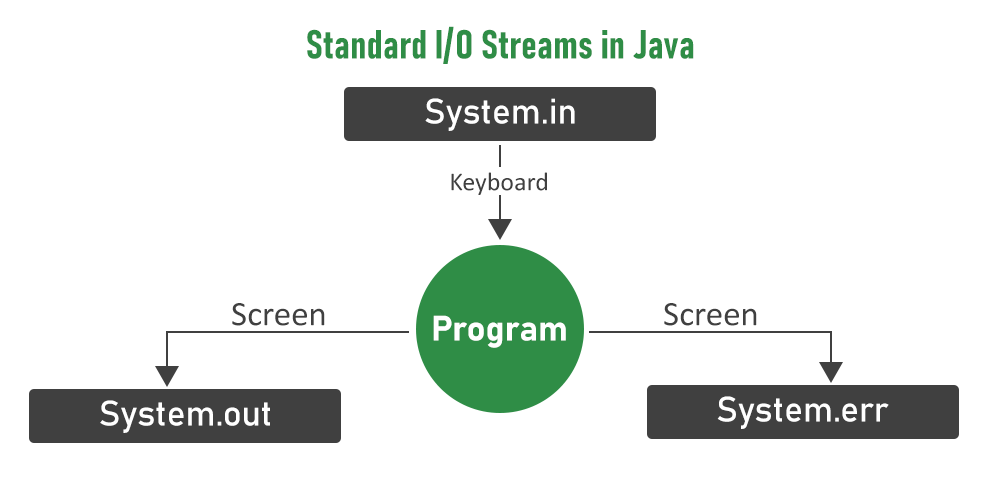 Standard I/O Streams in Java
System.in
Keyboard
Screen
Program
Screen
System.out
System.err